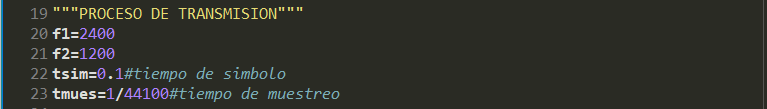 19 """PROCESO DE TRANSMISION"""
20 f1=2400
21 f2=1200
22 tsim=0.1#tiempo de simbolo
23 tmues=1/44100#tiempo de muestreo